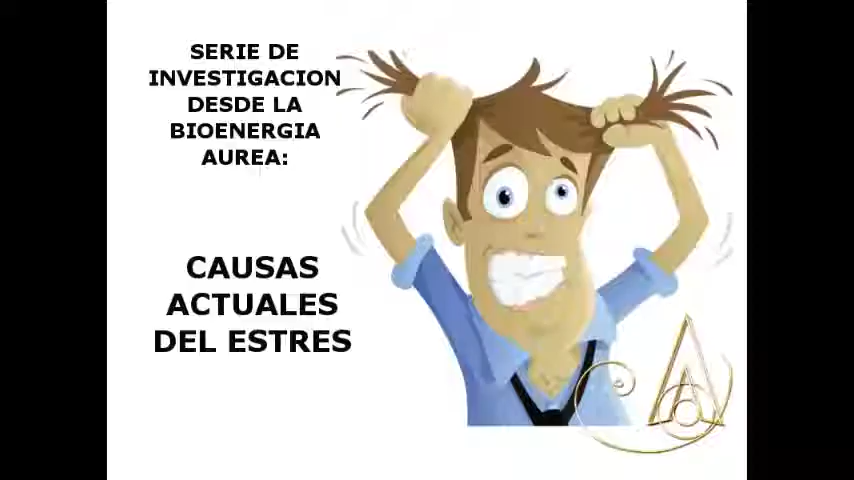 SERIE DE
INVESTIGACION
DESDE LA
BIOENERGIA
AUREA:
CAUSAS
ACTUALES
DEL ESTRES